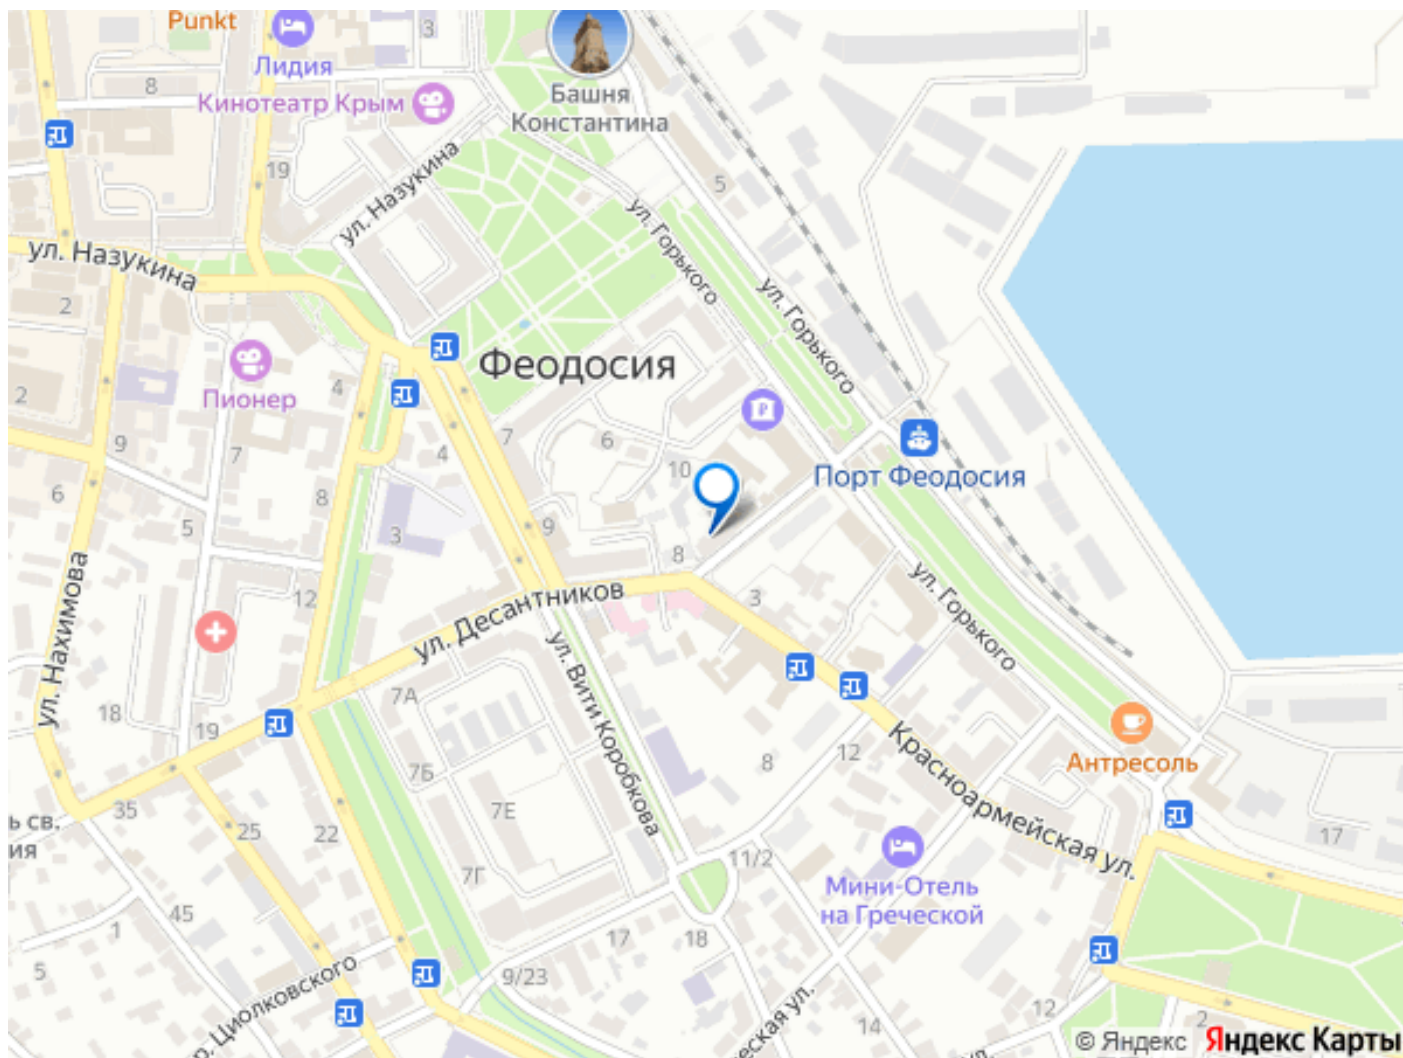 Punkt
3
Лидия
8
Кинотеатр Крым
Башня
Константина
19
ул. Назукина
5
ул. Горького
ул. Назукина
ул. Горького
2
Феодосия
Пионер
4
2
7
6
9
7
4
10
Порт Феодосия
6
8
5
3
9
8
ул. Нахимова
12
ул. Десантников
3
ул. Горького
ул. Вити Коробкова
7А
18
19
Антресоль
7Б
8
12
Красноармейская ул.
35
7Е
ь св.
ия
25
22
17
11/2
7Г
Мини-Отель
на Греческой
45
1
17
18
5
9/23
р. Циолковского
ческая ул.
14
12
2
© Яндекс Яндекс Карты